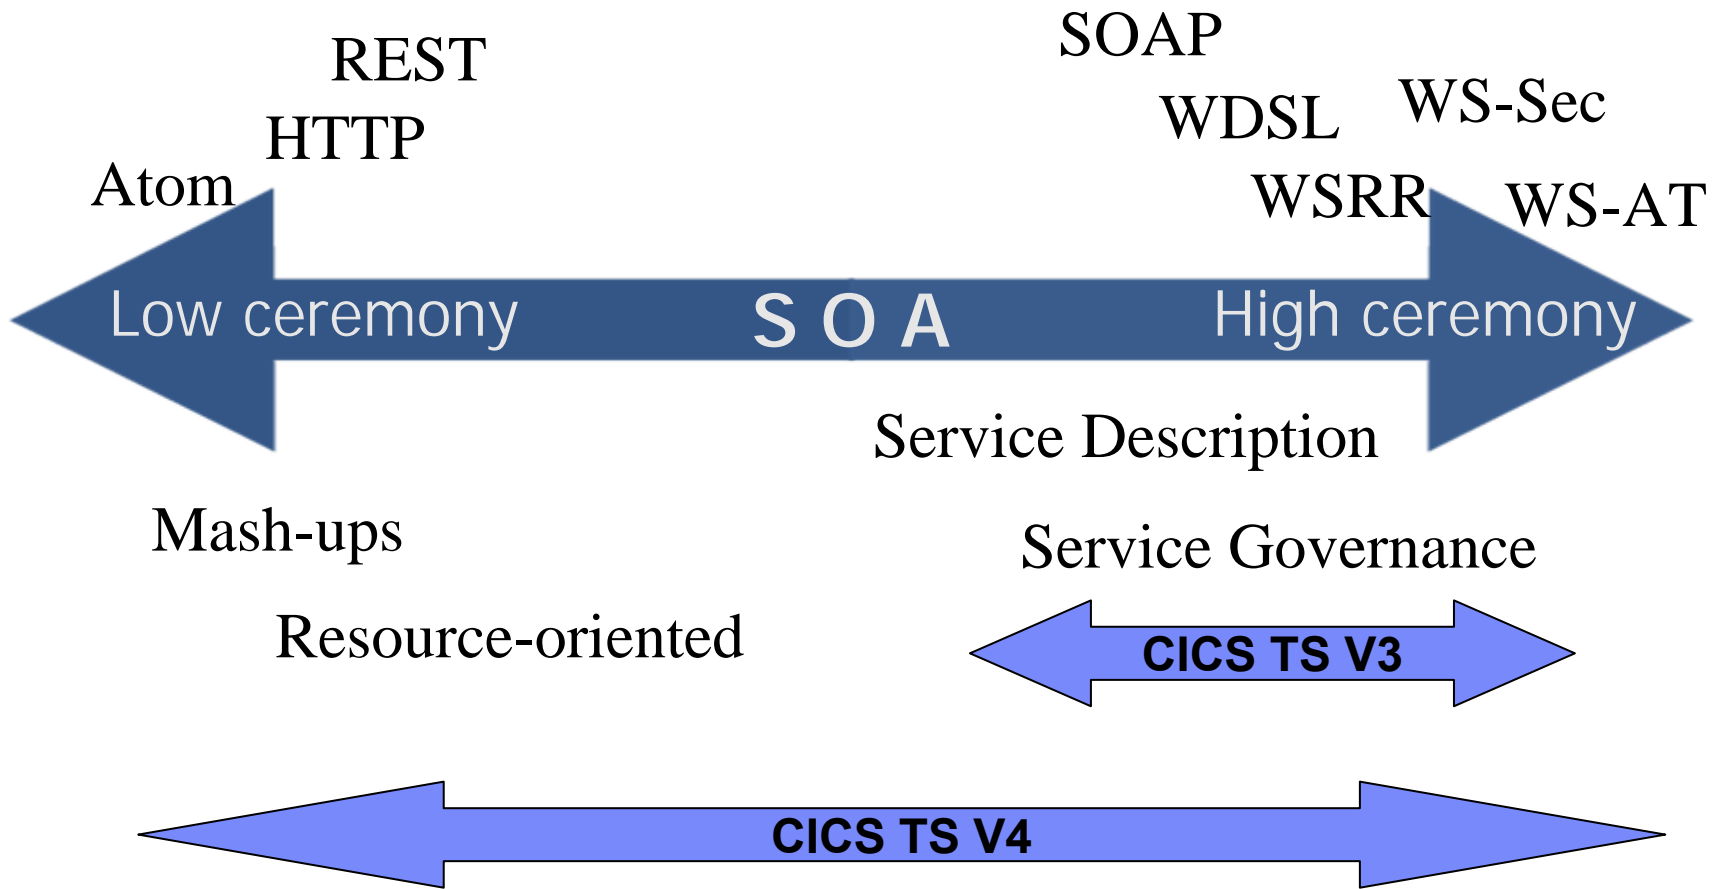 REST
HTTP
Atom
SOAP
WDSL
WS-Sec
WSRR
WS-AT
Low ceremony
S O A
High ceremony
Service Description
Mash-ups
Service Governance
Resource-oriented
CICS TS V3
CICS TS V4